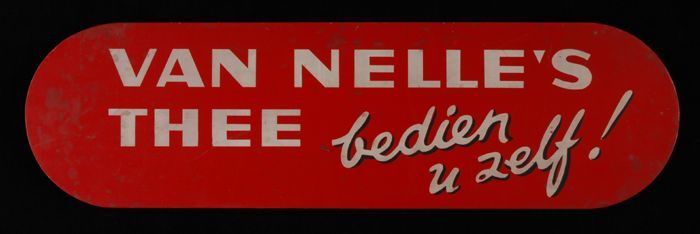 VAN NELLE'S
THEE bedien
u zelf!